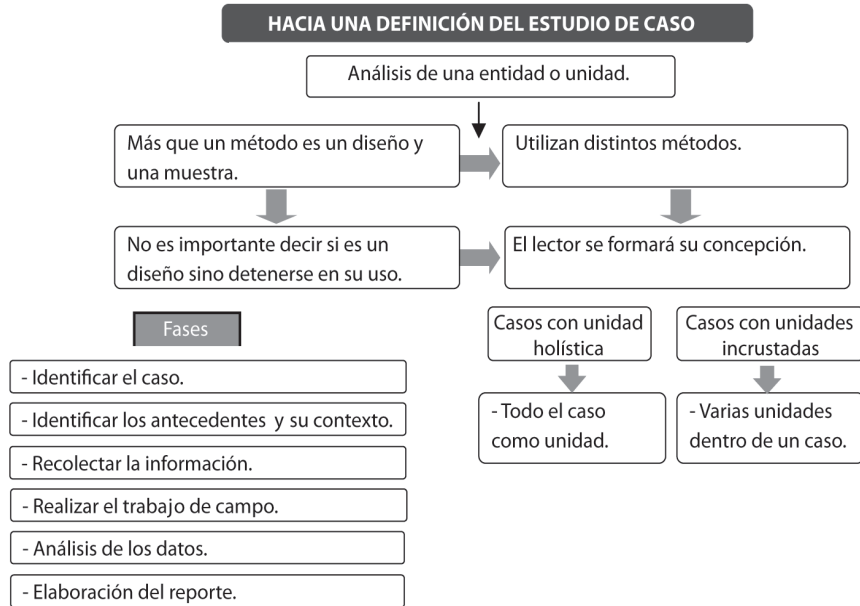 HACIA UNA DEFINICIÓN DEL ESTUDIO DE CASO
Análisis de una entidad o unidad.
Más que un método es un diseño y
una muestra.
Utilizan distintos métodos.
No es importante decir si es un
diseño sino detenerse en su uso.
El lector se formará su concepción.
Fases
- Identificar el caso.
- Identificar los antecedentes y su contexto.
- Recolectar la información.
- Realizar el trabajo de campo.
- Análisis de los datos.
- Elaboración del reporte.
Casos con unidad
holística
Casos con unidades
incrustadas
- Todo el caso
como unidad.
- Varias unidades
dentro de un caso.